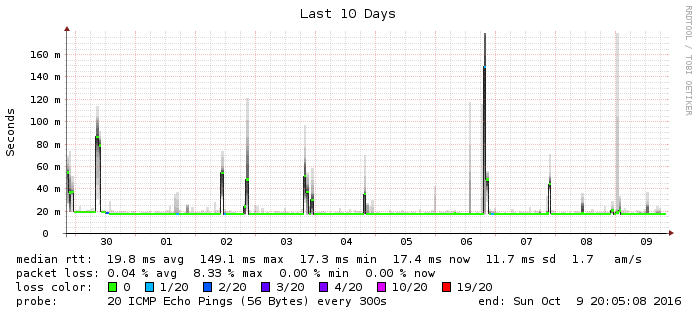 Last 10 Days
RRDTOOL / TOBI OETIKER
Seconds
160 m
140 m
120 m
100 m
80 m
60 m
40 m
20 m
0
30 01 02 03 04 05 06 07 08 09
median rtt: 19.8 ms avg 149.1 ms max 17.3 ms min 17.4 ms now 11.7 ms sd 1.7 am/s
packet loss: 0.04 % avg 8.33 % max 0.00 % min 0.00 % now
loss color: 0 1/20 2/20 3/20 4/20 10/20 19/20
probe: 20 ICMP Echo Pings (56 Bytes) every 300s end: Sun Oct 9 20:05:08 2016